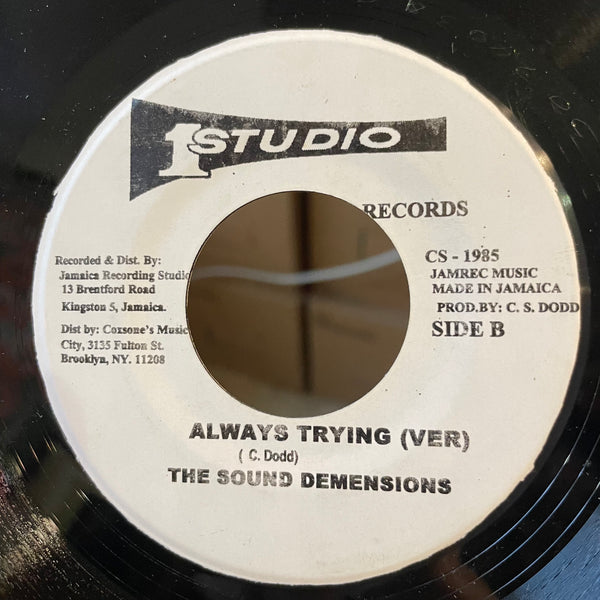 1 STUDIO
RECORDS
Recorded & Dist. By:
Jamaica Recording Studio
13 Brentford Road
Kingston 5, Jamaica.
Dist by: Coxsone's Music
City, 3135 Fulton St.
Brooklyn, NY. 11208
CS - 1985
JAMREC MUSIC
MADE IN JAMAICA
PROD.BY: C. S. DODD
SIDE B
ALWAYS TRYING (VER)
( C. Dodd)
THE SOUND DEMENSIONS